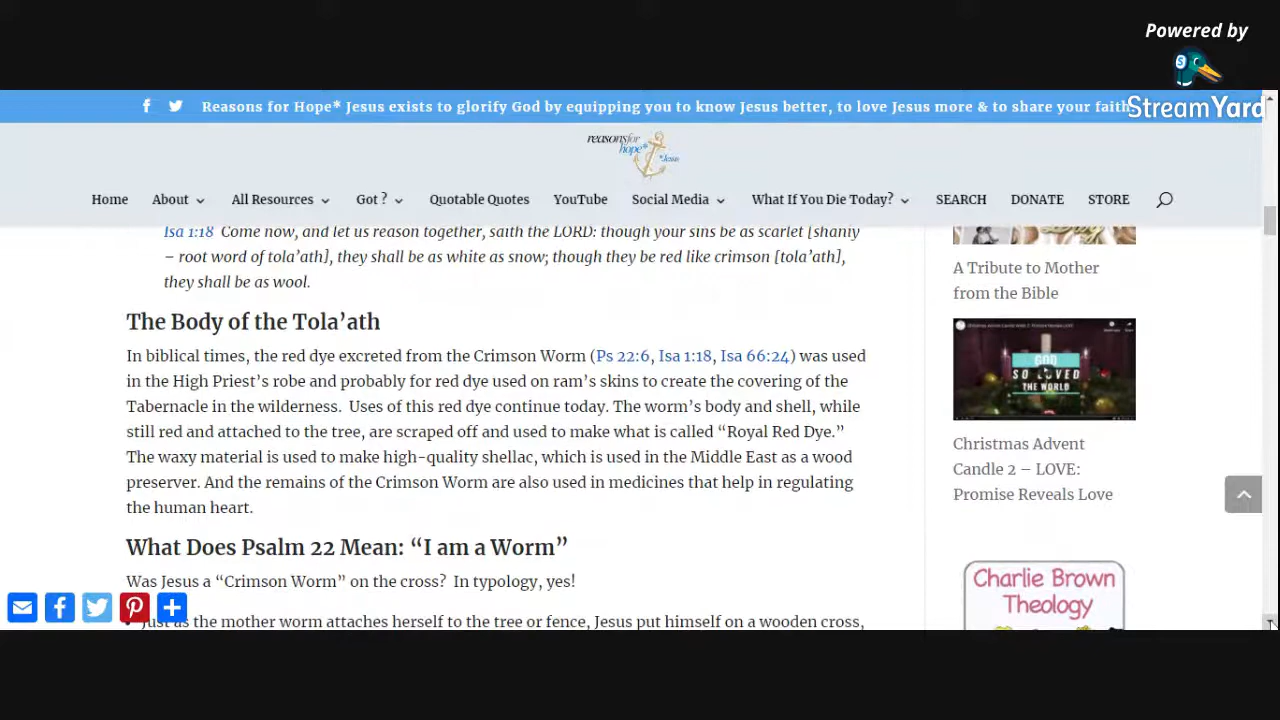 Powered by
StreamYard
Reasons for Hope* Jesus exists to glorify God by equipping you to know Jesus better, to love Jesus more & to share your faith.
reasonsfor
hope*
*Jesus
Home About All Resources Got ? Quotable Quotes YouTube Social Media What If You Die Today? SEARCH DONATE STORE
Isa 1:18 Come now, and let us reason together, saith the LORD: though your sins be as scarlet [shaniy
– root word of tola’ath], they shall be as white as snow; though they be red like crimson [tola’ath],
they shall be as wool.
The Body of the Tola’ath
In biblical times, the red dye excreted from the Crimson Worm (Ps 22:6, Isa 1:18, Isa 66:24) was used
in the High Priest’s robe and probably for red dye used on ram’s skins to create the covering of the
Tabernacle in the wilderness. Uses of this red dye continue today. The worm’s body and shell, while
still red and attached to the tree, are scraped off and used to make what is called “Royal Red Dye.”
The waxy material is used to make high-quality shellac, which is used in the Middle East as a wood
preserver. And the remains of the Crimson Worm are also used in medicines that help in regulating
the human heart.
What Does Psalm 22 Mean: “I am a Worm”
Was Jesus a “Crimson Worm” on the cross? In typology, yes!
Just as the mother worm attaches herself to the tree or fence, Jesus put himself on a wooden cross,
A Tribute to Mother
from the Bible
GOD
SO LOVED
THE WORLD
Christmas Advent
Candle 2 – LOVE:
Promise Reveals Love
Charlie Brown
Theology